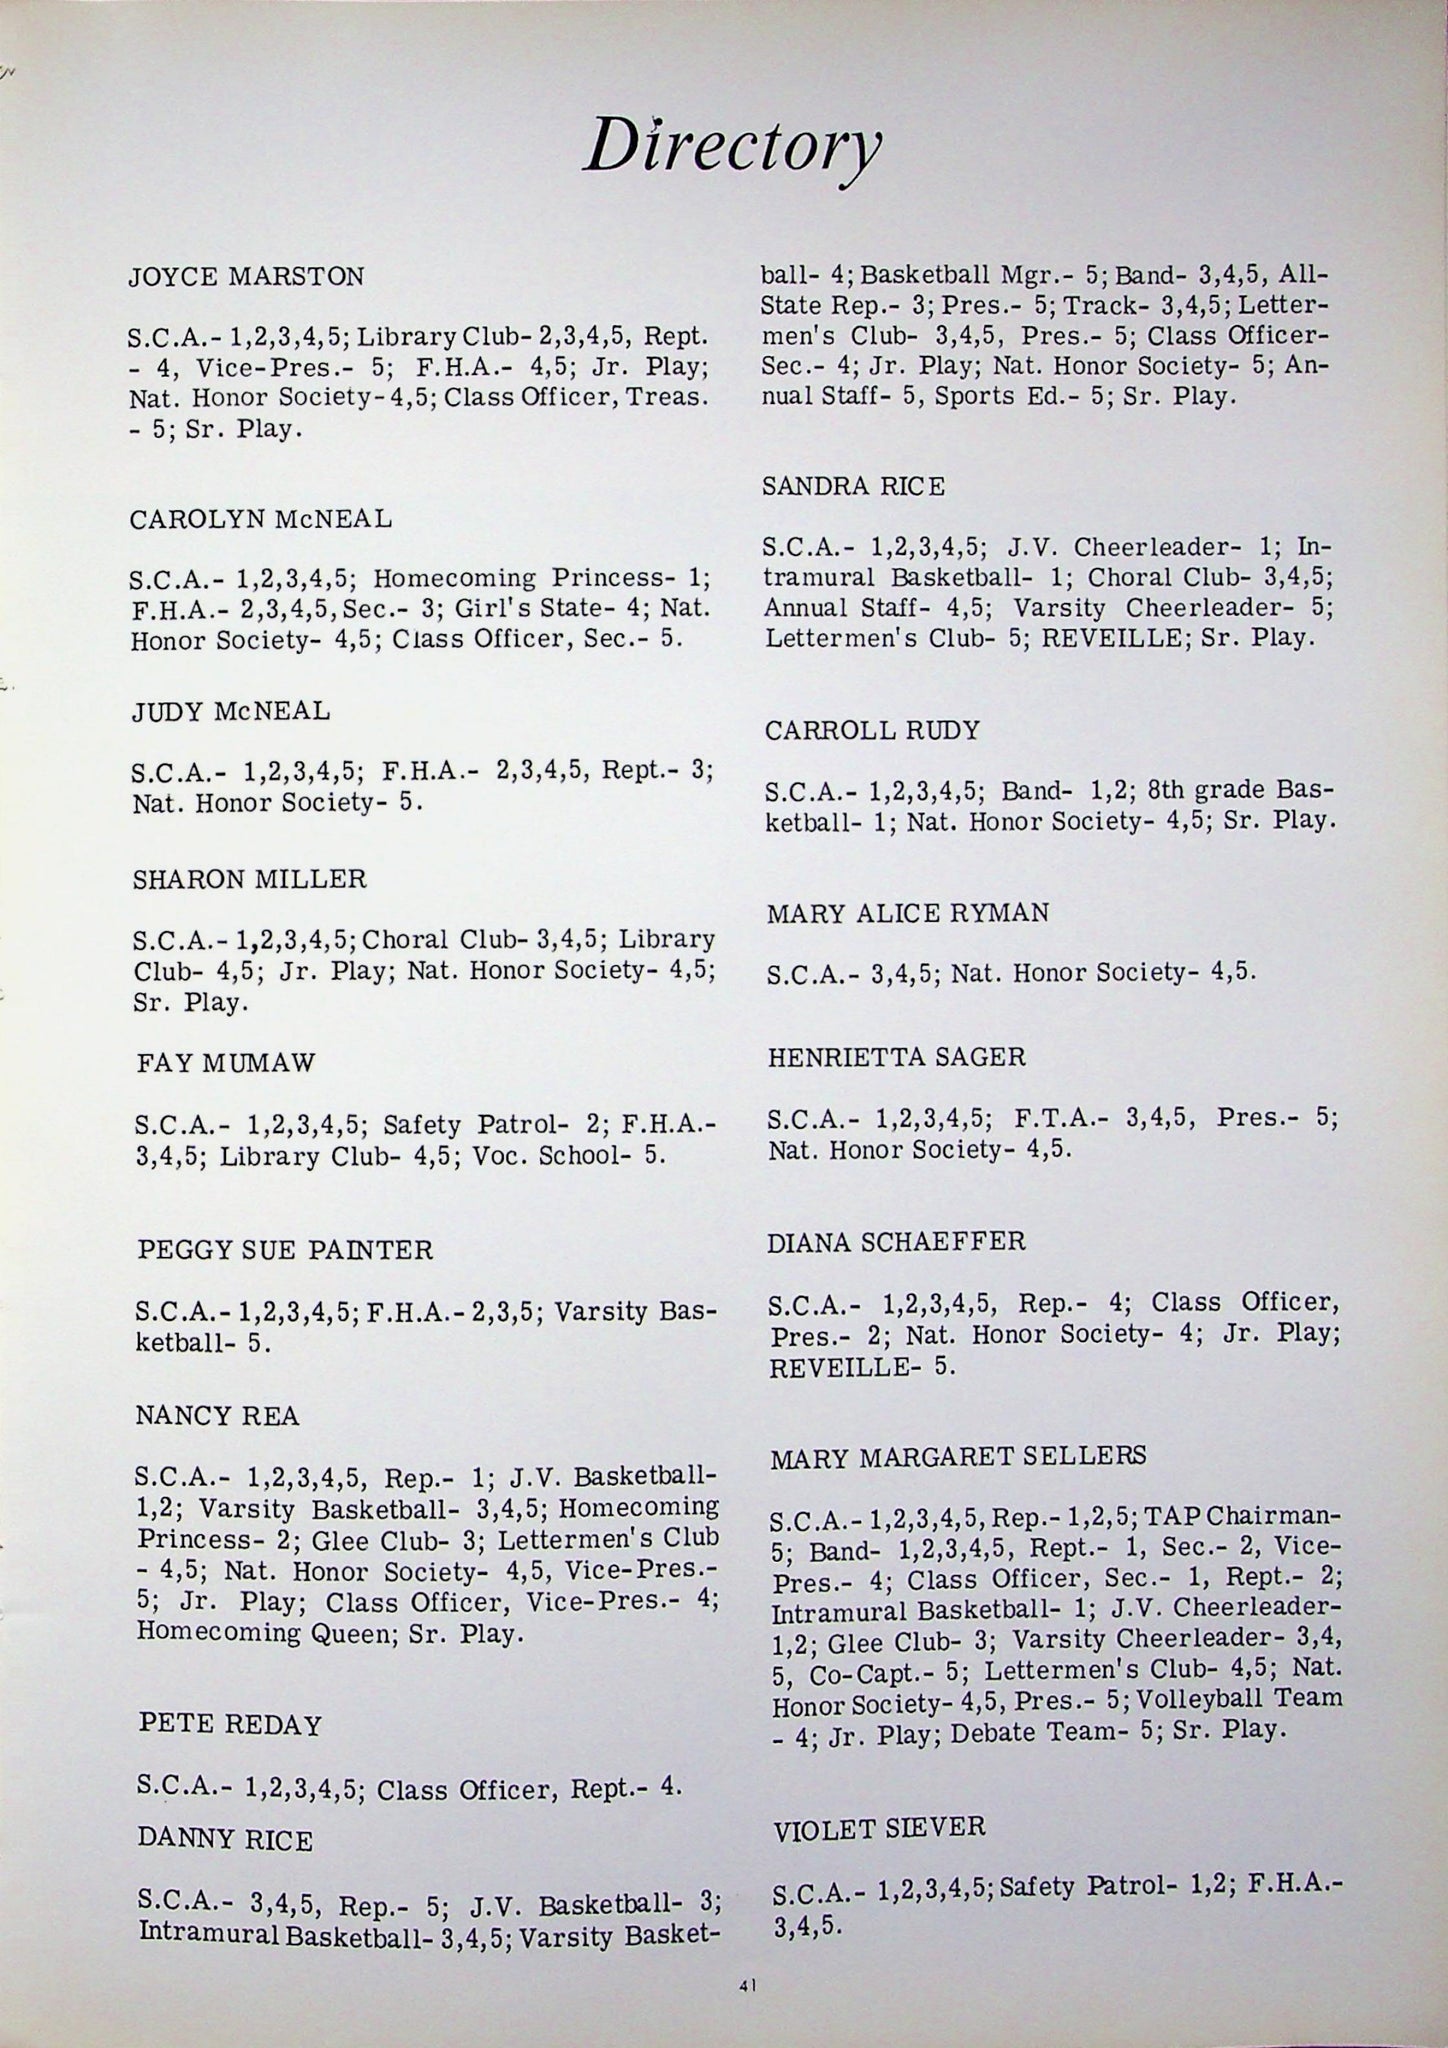 Directory
JOYCE MARSTON
S.C.A.- 1,2,3,4,5; Library Club- 2,3,4,5, Rept.
- 4, Vice-Pres.- 5; F.H.A.- 4,5; Jr. Play;
Nat. Honor Society- 4,5; Class Officer, Treas.
- 5; Sr. Play.
CAROLYN McNEAL
S.C.A.- 1,2,3,4,5; Homecoming Princess- 1;
F.H.A.- 2,3,4,5, Sec.- 3; Girl's State- 4; Nat.
Honor Society- 4,5; Class Officer, Sec.- 5.
JUDY McNEAL
S.C.A.- 1,2,3,4,5; F.H.A.- 2,3,4,5, Rept.- 3;
Nat. Honor Society- 5.
SHARON MILLER
S.C.A.- 1,2,3,4,5; Choral Club- 3,4,5; Library
Club- 4,5; Jr. Play; Nat. Honor Society- 4,5;
Sr. Play.
FAY MUMAW
S.C.A.- 1,2,3,4,5; Safety Patrol- 2; F.H.A.-
3,4,5; Library Club- 4,5; Voc. School- 5.
PEGGY SUE PAINTER
S.C.A.- 1,2,3,4,5; F.H.A.- 2,3,5; Varsity Bas-
ketball- 5.
NANCY REA
S.C.A.- 1,2,3,4,5, Rep.- 1; J.V. Basketball-
1,2; Varsity Basketball- 3,4,5; Homecoming
Princess- 2; Glee Club- 3; Lettermen's Club
- 4,5; Nat. Honor Society- 4,5, Vice-Pres.-
5; Jr. Play; Class Officer, Vice-Pres.- 4;
Homecoming Queen; Sr. Play.
PETE REDAY
S.C.A.- 1,2,3,4,5; Class Officer, Rept.- 4.
DANNY RICE
S.C.A.- 3,4,5, Rep.- 5; J.V. Basketball- 3;
Intramural Basketball- 3,4,5; Varsity Basket-
ball- 4; Basketball Mgr.- 5; Band- 3,4,5, All-
State Rep.- 3; Pres.- 5; Track- 3,4,5; Letter-
men's Club- 3,4,5, Pres.- 5; Class Officer-
Sec.- 4; Jr. Play; Nat. Honor Society- 5; An-
nual Staff- 5, Sports Ed.- 5; Sr. Play.
SANDRA RICE
S.C.A.- 1,2,3,4,5; J.V. Cheerleader- 1; In-
tramural Basketball- 1; Choral Club- 3,4,5;
Annual Staff- 4,5; Varsity Cheerleader- 5;
Lettermen's Club- 5; REVEILLE; Sr. Play.
CARROLL RUDY
S.C.A.- 1,2,3,4,5; Band- 1,2; 8th grade Bas-
ketball- 1; Nat. Honor Society- 4,5; Sr. Play.
MARY ALICE RYMAN
S.C.A.- 3,4,5; Nat. Honor Society- 4,5.
HENRIETTA SAGER
S.C.A.- 1,2,3,4,5; F.T.A.- 3,4,5, Pres.- 5;
Nat. Honor Society- 4,5.
DIANA SCHAEFFER
S.C.A.- 1,2,3,4,5, Rep.- 4; Class Officer,
Pres.- 2; Nat. Honor Society- 4; Jr. Play;
REVEILLE- 5.
MARY MARGARET SELLERS
S.C.A.- 1,2,3,4,5, Rep.- 1,2,5; TAP Chairman-
5; Band- 1,2,3,4,5, Rept.- 1, Sec.- 2, Vice-
Pres.- 4; Class Officer, Sec.- 1, Rept.- 2;
Intramural Basketball- 1; J.V. Cheerleader-
1,2; Glee Club- 3; Varsity Cheerleader- 3,4,
5, Co-Capt.- 5; Lettermen's Club- 4,5; Nat.
Honor Society- 4,5, Pres.- 5; Volleyball Team
- 4; Jr. Play; Debate Team- 5; Sr. Play.
VIOLET SIEVER
S.C.A.- 1,2,3,4,5; Safety Patrol- 1,2; F.H.A.-
3,4,5.
41